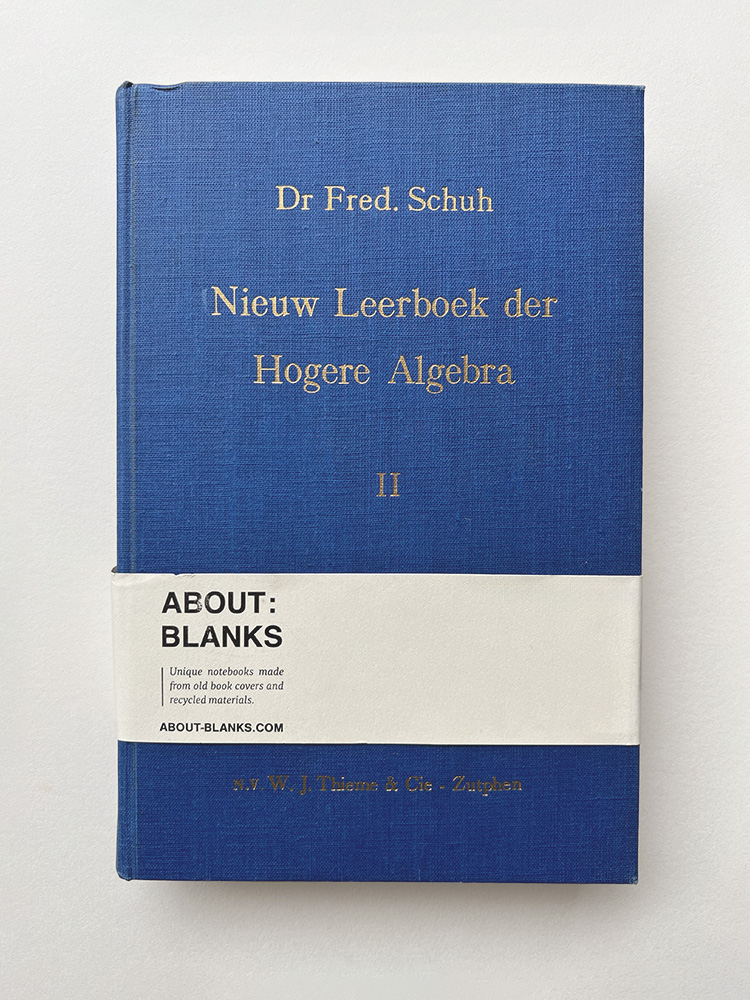 Dr Fred. Schuh
Nieuw Leerboek der
Hogere Algebra
II
ABOUT:
BLANKS
Unique notebooks made
from old book covers and
recycled materials.
ABOUT-BLANKS.COM
N.V. W. J. Thieme & Cie - Zutphen